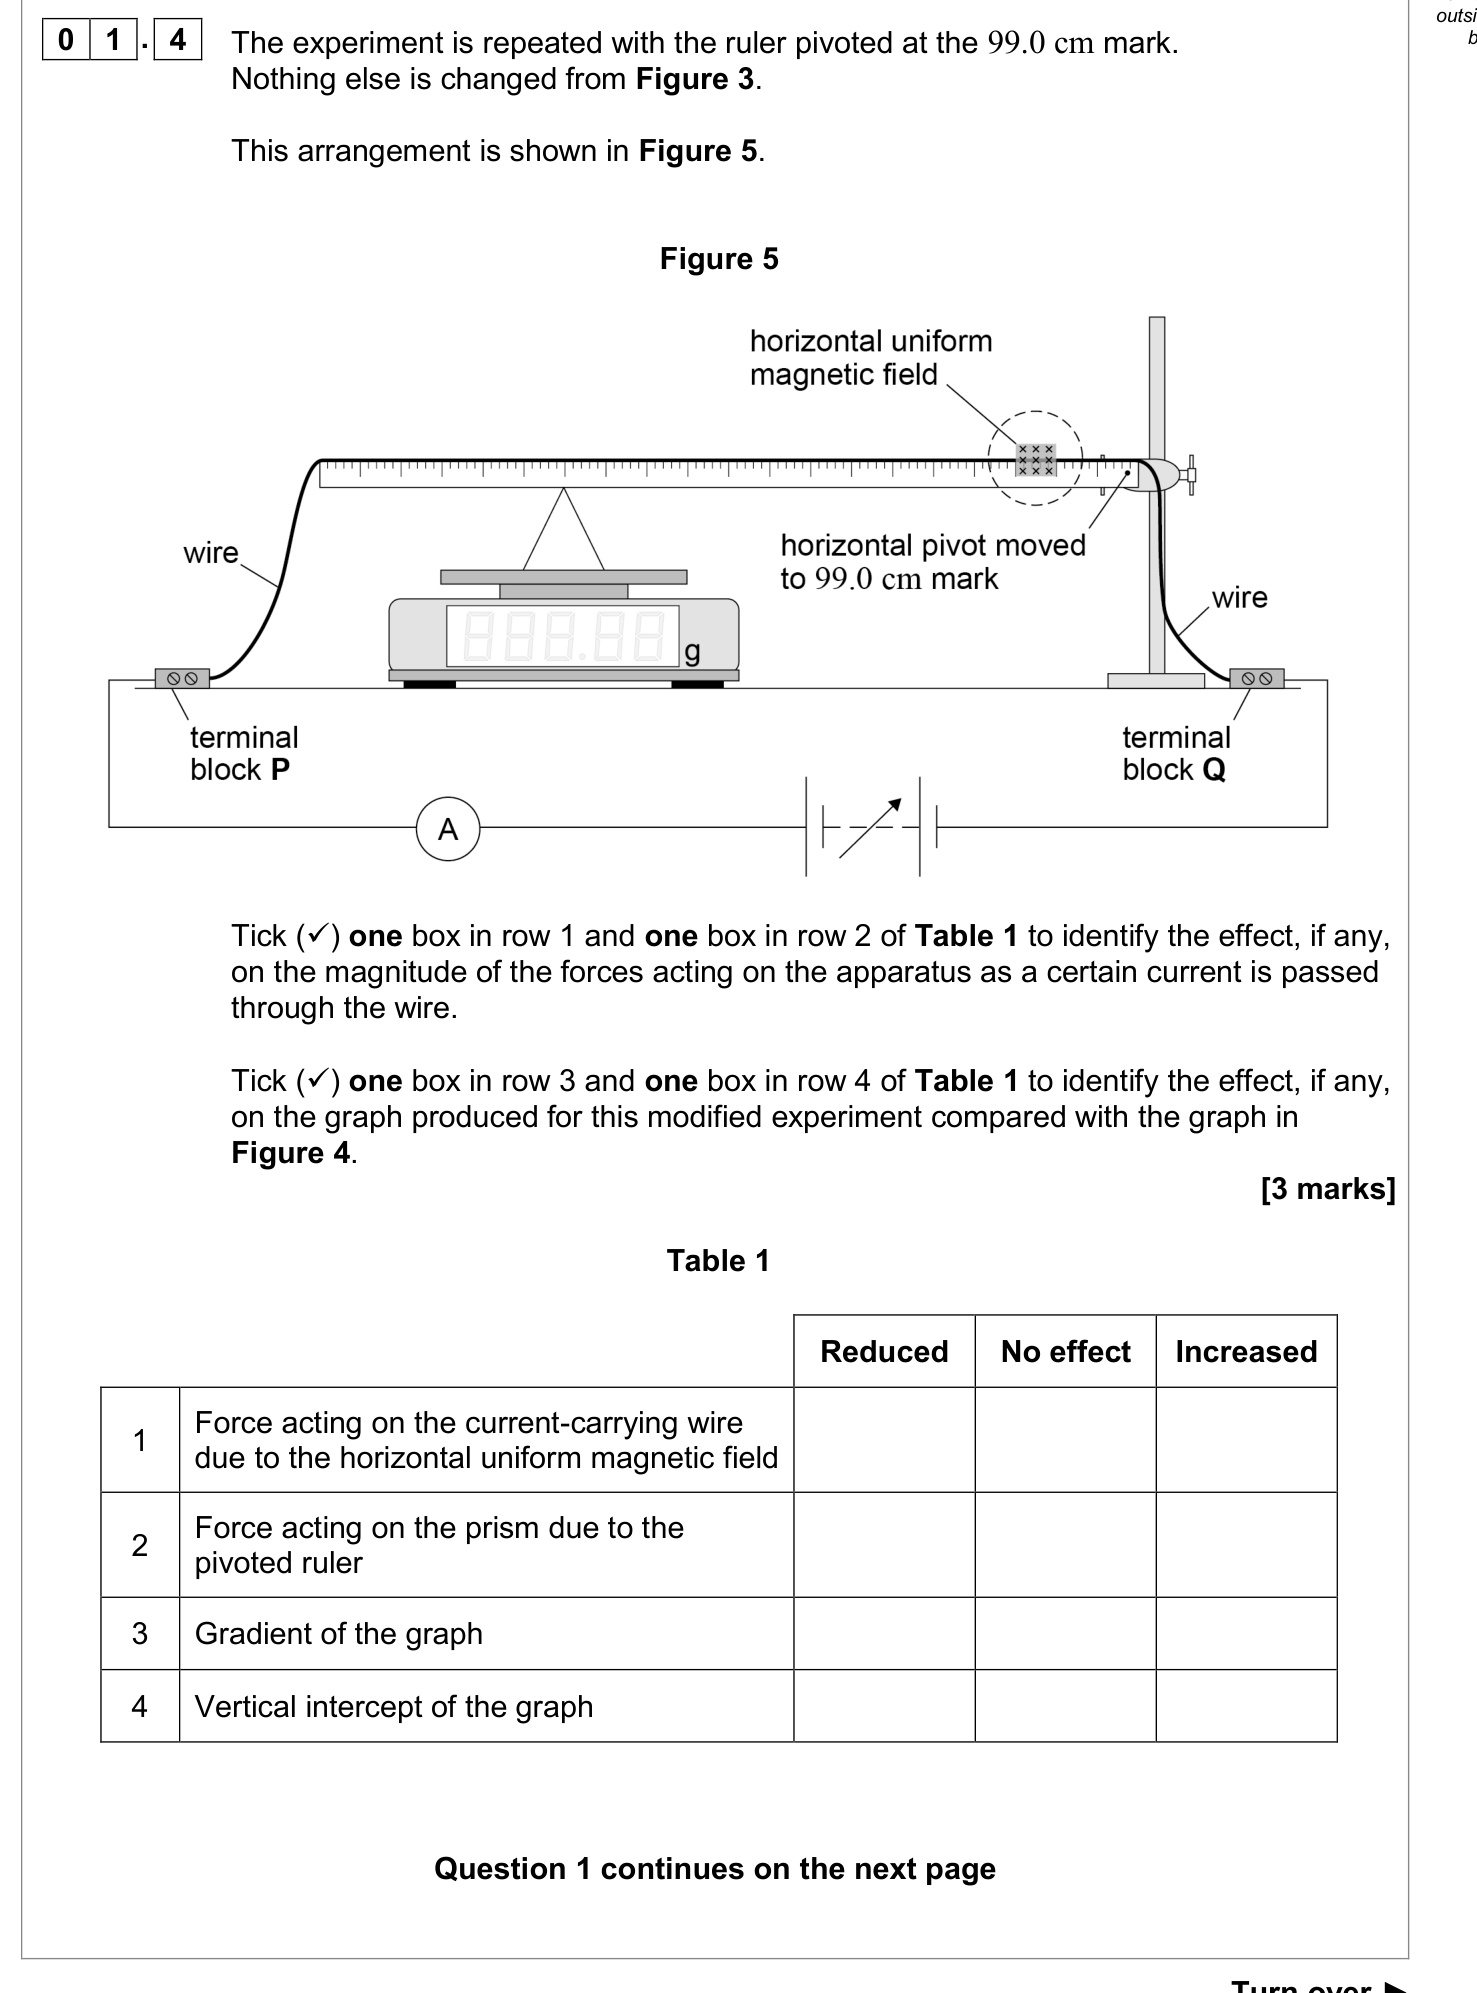 outsi
b
0 1 . 4 The experiment is repeated with the ruler pivoted at the 99.0 cm mark.
Nothing else is changed from Figure 3.
This arrangement is shown in Figure 5.
Figure 5
horizontal uniform
magnetic field
wire
horizontal pivot moved
to 99.0 cm mark
wire
888.88 g
terminal
block P
terminal
block Q
A
Tick (✓) one box in row 1 and one box in row 2 of Table 1 to identify the effect, if any,
on the magnitude of the forces acting on the apparatus as a certain current is passed
through the wire.
Tick (✓) one box in row 3 and one box in row 4 of Table 1 to identify the effect, if any,
on the graph produced for this modified experiment compared with the graph in
Figure 4.
[3 marks]
Table 1
Reduced No effect Increased
1 Force acting on the current-carrying wire
due to the horizontal uniform magnetic field
2 Force acting on the prism due to the
pivoted ruler
3 Gradient of the graph
4 Vertical intercept of the graph
Question 1 continues on the next page
Turn over ►